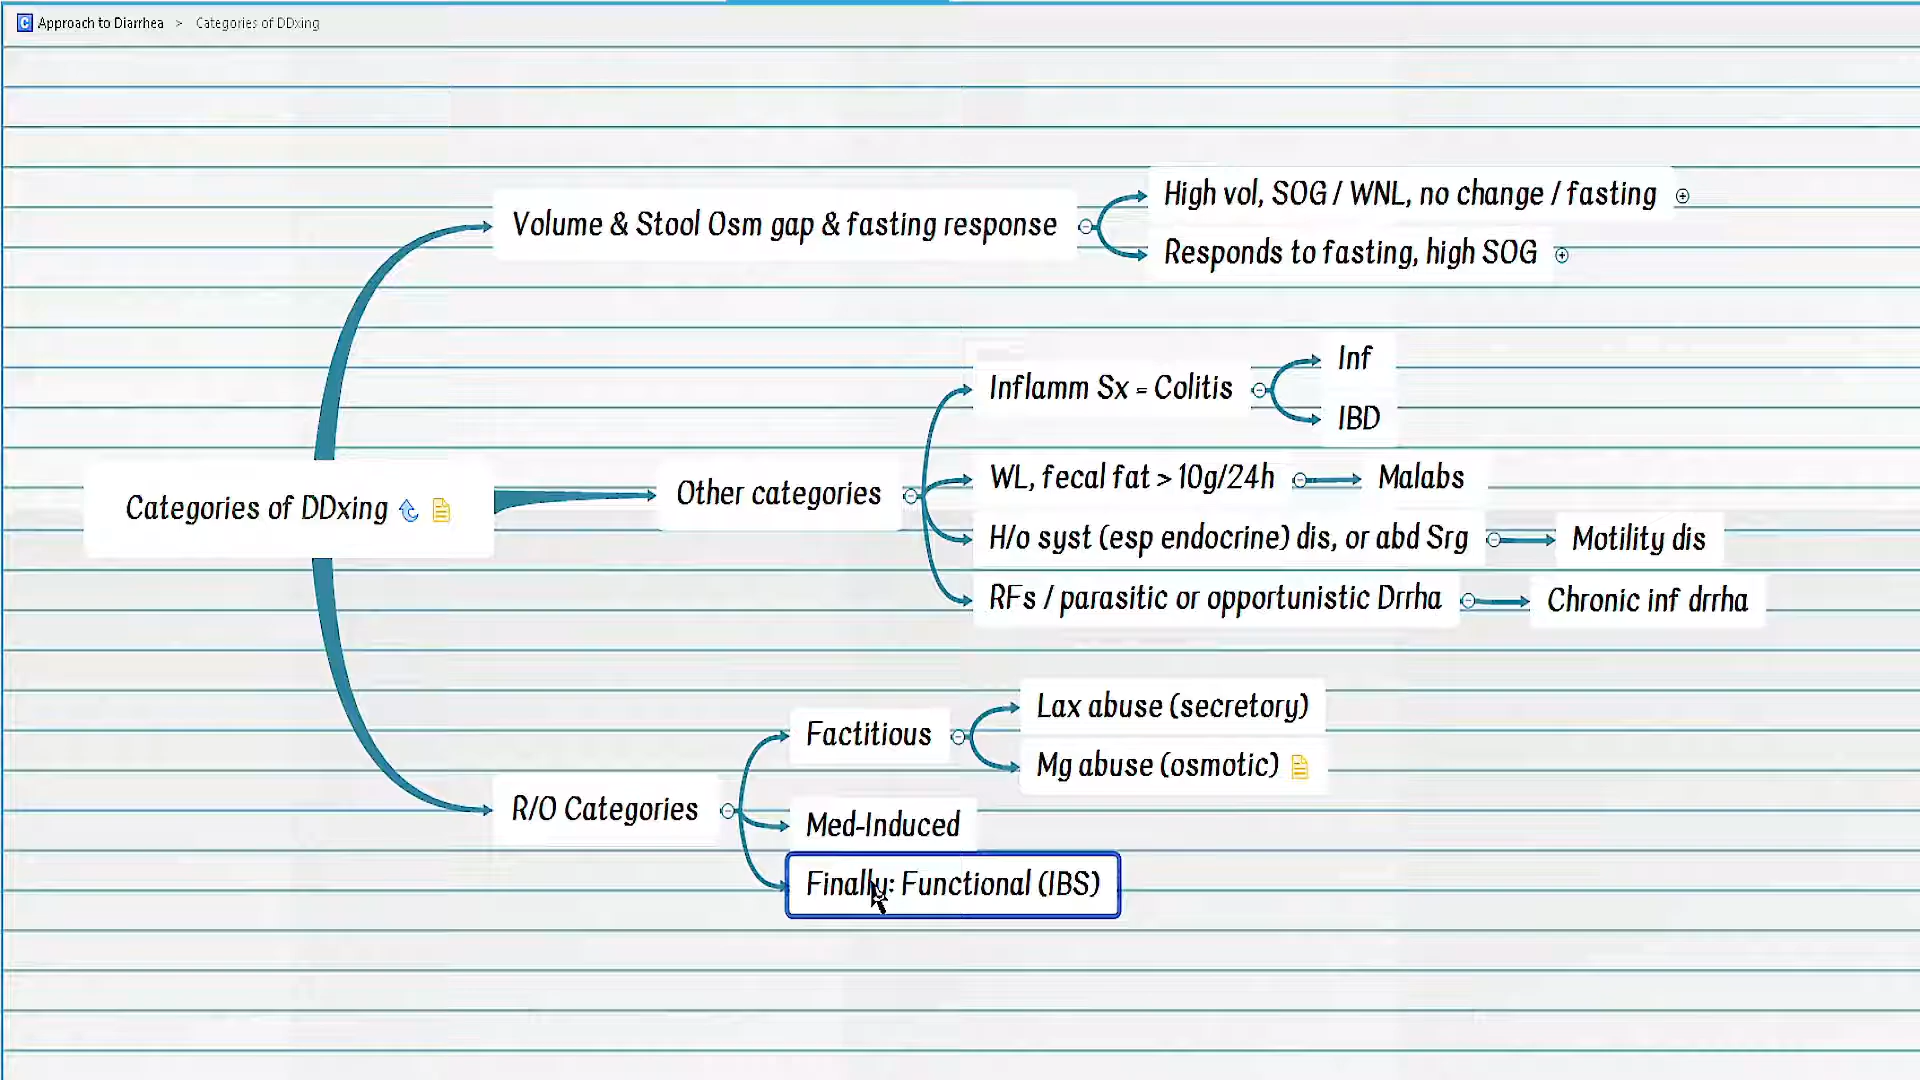 Approach to Diarrhea > Categories of DDxing
Volume & Stool Osm gap & fasting response
High vol, SOG / WNL, no change / fasting
Responds to fasting, high SOG
Categories of DDxing
Other categories
Inflamm Sx = Colitis
Inf
IBD
WL, fecal fat > 10g/24h
Malabs
H/o syst (esp endocrine) dis, or abd Srg
Motility dis
RFs / parasitic or opportunistic Drrha
Chronic inf drrha
R/O Categories
Factitious
Lax abuse (secretory)
Mg abuse (osmotic)
Med-Induced
Finally: Functional (IBS)